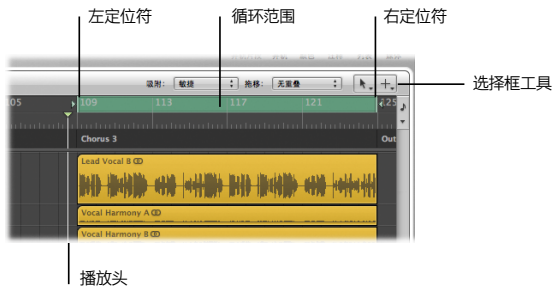 左定位符 循环范围 右定位符
吸附: 敏捷 拖移: 无重叠
选择框工具
105 109 113 117 121 125
Chorus 3 Out
Lead Vocal 8
Vocal Harmony A
Vocal Harmony B
播放头